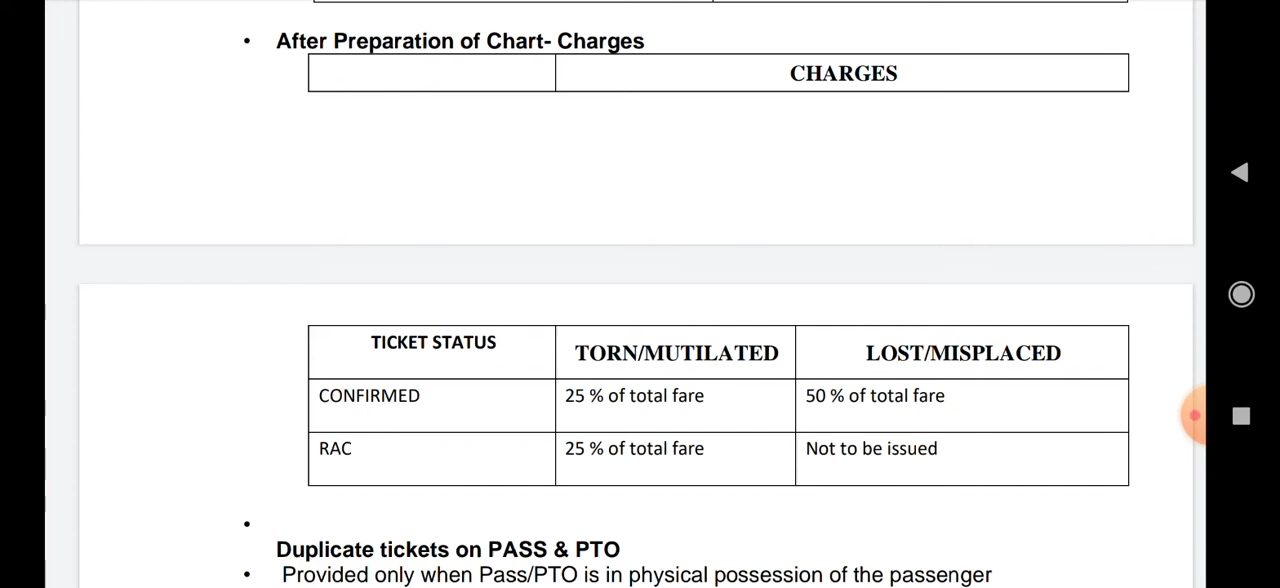 • After Preparation of Chart- Charges
CHARGES
TICKET STATUS TORN/MUTILATED LOST/MISPLACED
CONFIRMED 25 % of total fare 50 % of total fare
RAC 25 % of total fare Not to be issued
•
Duplicate tickets on PASS & PTO
• Provided only when Pass/PTO is in physical possession of the passenger